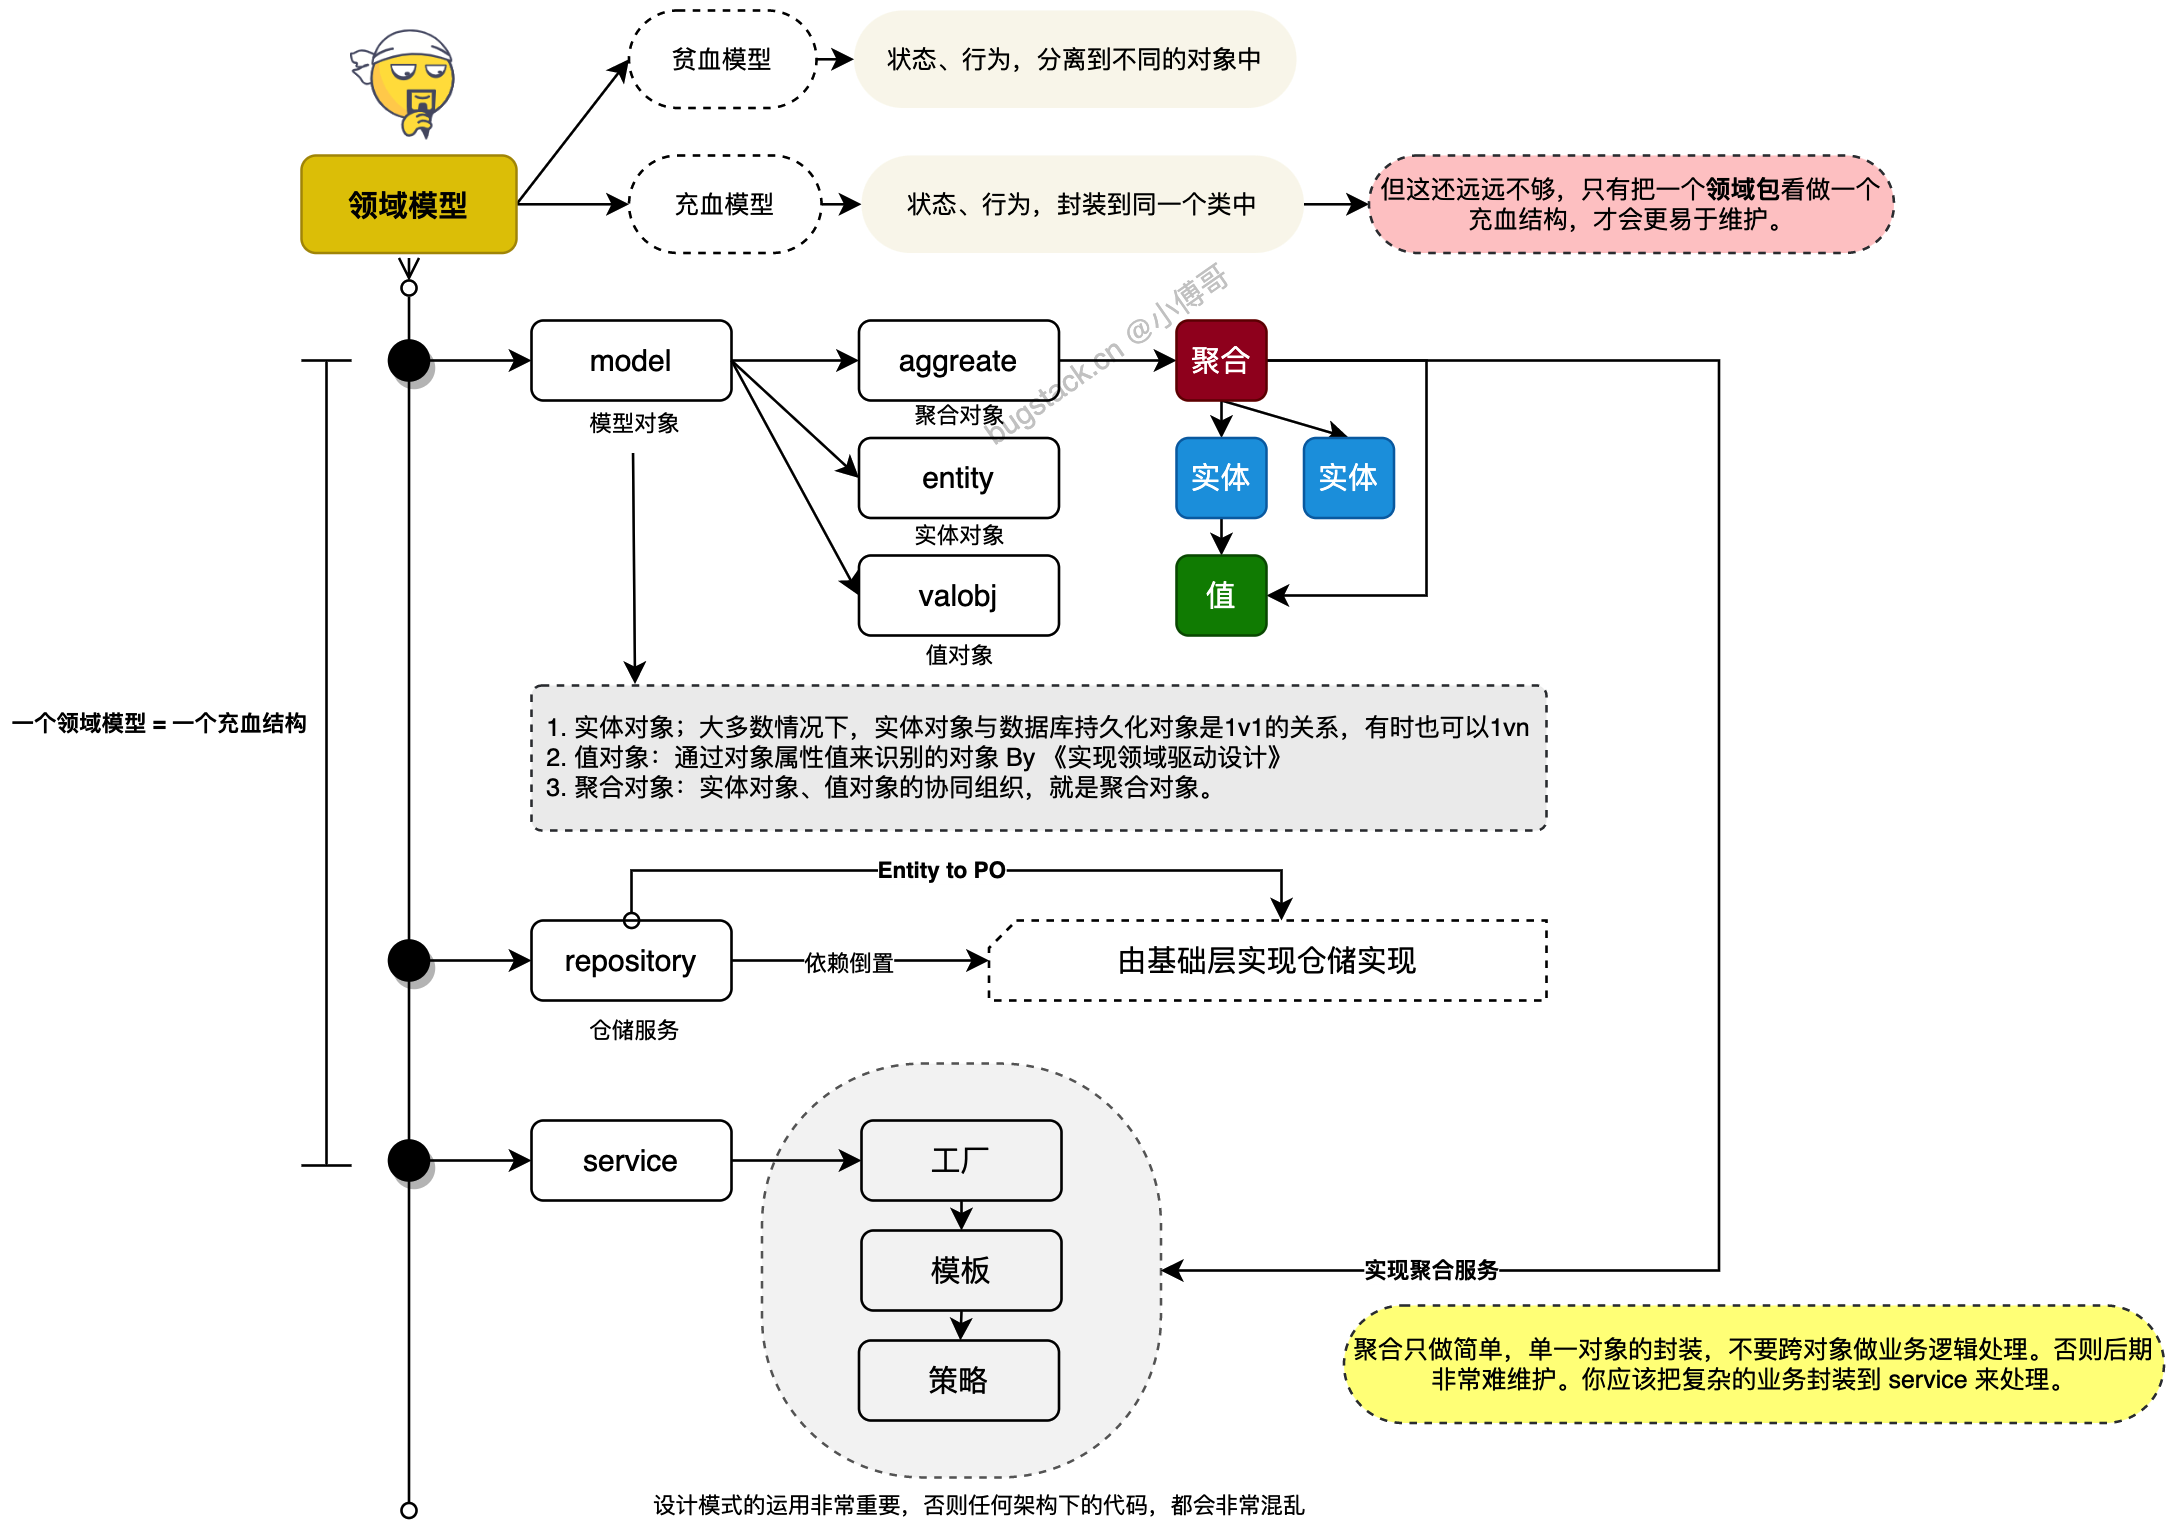 贫血模型
状态、行为，分离到不同的对象中
领域模型
充血模型
状态、行为，封装到同一个类中
但这还远远不够，只有把一个领域包看做一个
充血结构，才会更易于维护。
bugstack.cn @小傅哥
model
模型对象
aggreate
聚合对象
聚合
entity
实体对象
实体
实体
valobj
值对象
值
一个领域模型 = 一个充血结构
1. 实体对象；大多数情况下，实体对象与数据库持久化对象是1v1的关系，有时也可以1vn
2. 值对象：通过对象属性值来识别的对象 By 《实现领域驱动设计》
3. 聚合对象：实体对象、值对象的协同组织，就是聚合对象。
Entity to PO
repository
仓储服务
依赖倒置
由基础层实现仓储实现
service
工厂
模板
策略
实现聚合服务
聚合只做简单，单一对象的封装，不要跨对象做业务逻辑处理。否则后期
非常难维护。你应该把复杂的业务封装到 service 来处理。
设计模式的运用非常重要，否则任何架构下的代码，都会非常混乱